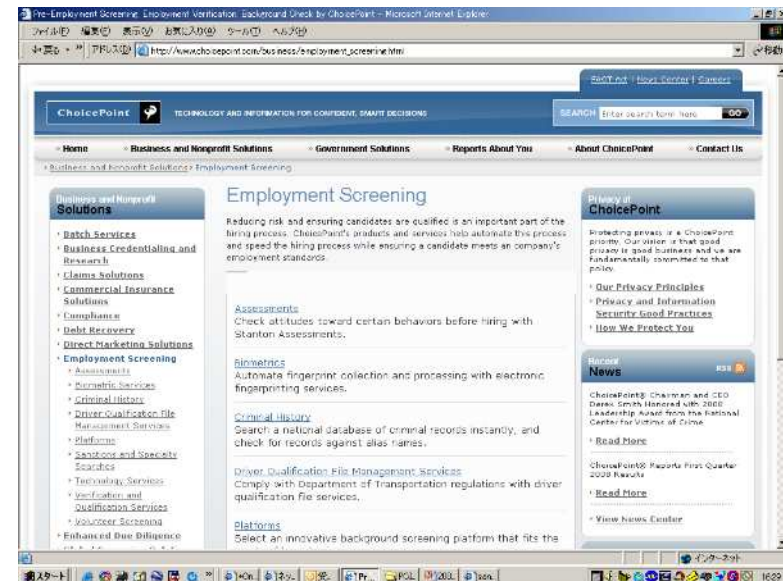 Pre-Employment Screening, Employment Verification, Background Check by ChoicePoint - Microsoft Internet Explorer
ファイル(F) 編集(E) 表示(V) お気に入り(A) ツール(T) ヘルプ(H)
戻る アドレス(D) http://www.choicepoint.com/business/employment_screening.html 移動
FACT Act | News Center | Careers
ChoicePoint TECHNOLOGY AND INFORMATION FOR CONFIDENT, SMART DECISIONS SEARCH Enter search term here GO
Home Business and Nonprofit Solutions Government Solutions Reports About You About ChoicePoint Contact Us
Business and Nonprofit Solutions > Employment Screening
Business and Nonprofit
Solutions
Batch Services
Business Credentialing and
Research
Claims Solutions
Commercial Insurance
Solutions
Compliance
Debt Recovery
Direct Marketing Solutions
Employment Screening
Assessments
Biometric Services
Criminal History
Driver Qualification File
Management Services
Platforms
Sanctions and Specialty
Searches
Technology Services
Verification and
Qualification Services
Volunteer Screening
Enhanced Due Diligence
Employment Screening
Reducing risk and ensuring candidates are qualified is an important part of the
hiring process. ChoicePoint's products and services help automate this process
and speed the hiring process while ensuring a candidate meets an company's
employment standards.
Assessments
Check attitudes toward certain behaviors before hiring with
Stanton Assessments.
Biometrics
Automate fingerprint collection and processing with electronic
fingerprinting services.
Criminal History
Search a national database of criminal records instantly, and
check for records against alias names.
Driver Qualification File Management Services
Comply with Department of Transportation regulations with driver
qualification file services.
Platforms
Select an innovative background screening platform that fits the
Privacy at
ChoicePoint
Protecting privacy is a ChoicePoint
priority. Our vision is that good
privacy is good business and we are
fundamentally committed to that
policy.
Our Privacy Principles
Privacy and Information
Security Good Practices
How We Protect You
Recent
News RSS
ChoicePoint® Chairman and CEO
Derek Smith Honored with 2008
Leadership Award from the National
Center for Victims of Crime
Read More
ChoicePoint® Reports First Quarter
2008 Results
Read More
View News Center
インターネット
スタート 16:29